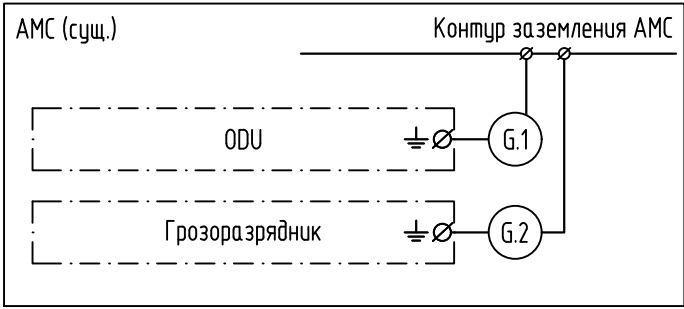 АМС (сущ.)
Контур заземления АМС
ODU
G.1
Грозоразрядник
G.2